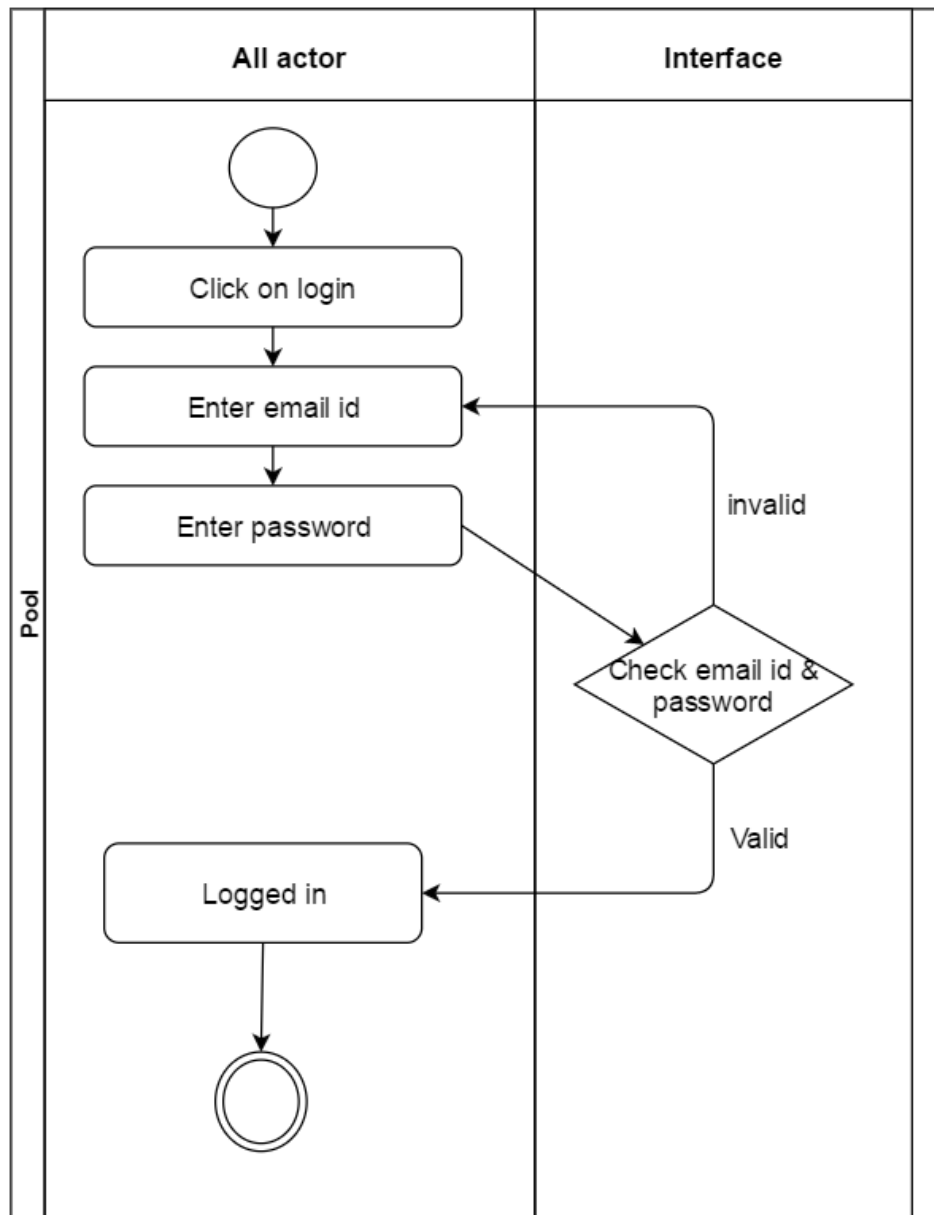 All actor
Interface
Click on login
Enter email id
invalid
Enter password
Pool
Check email id &
password
Valid
Logged in